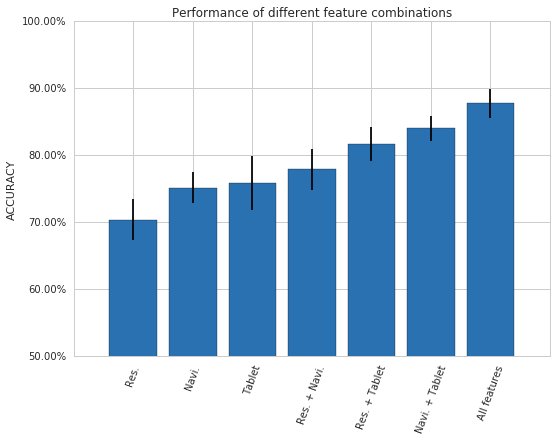 Performance of different feature combinations
100.00%
90.00%
80.00%
70.00%
60.00%
50.00%
ACCURACY
Res.
Navi.
Tablet
Res. + Navi.
Res. + Tablet
Navi. + Tablet
All features